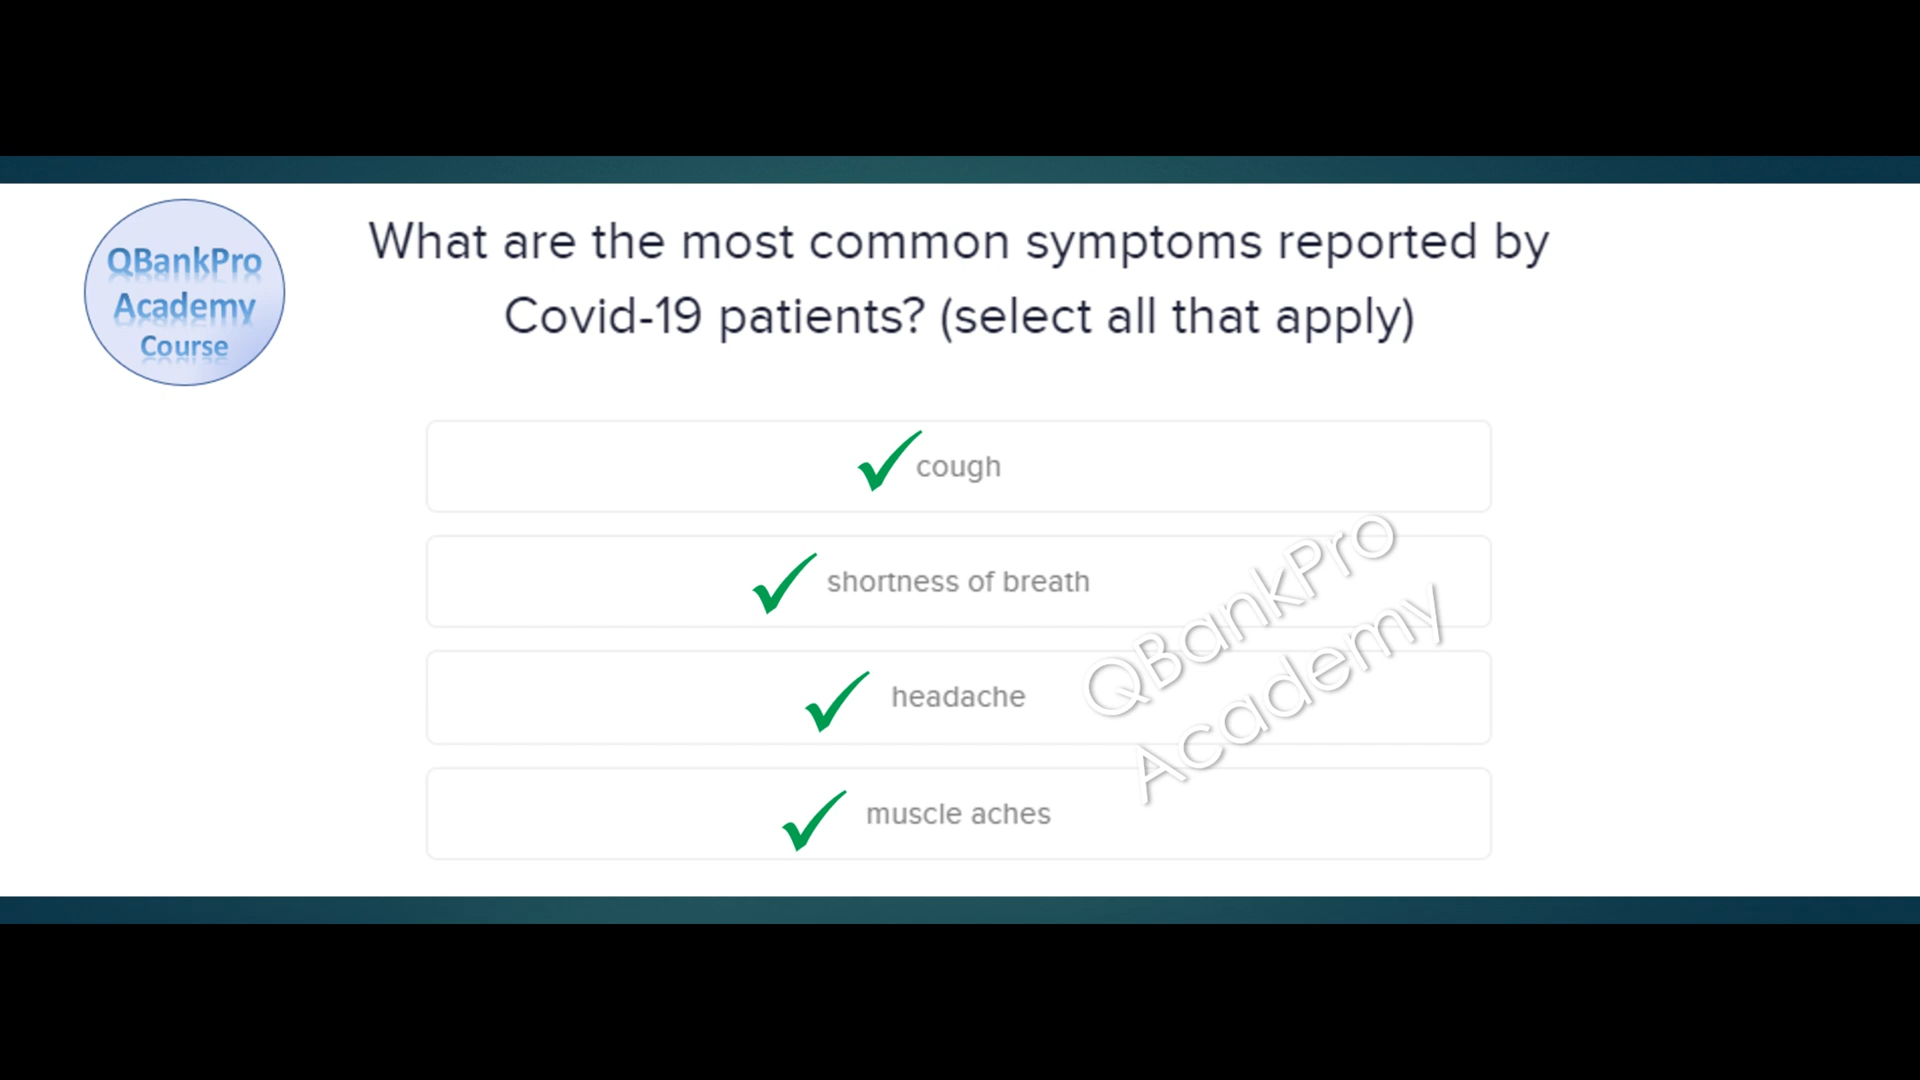 QBankPro
Academy
Course
What are the most common symptoms reported by
Covid-19 patients? (select all that apply)
cough
shortness of breath
headache
muscle aches
QBankPro
Academy